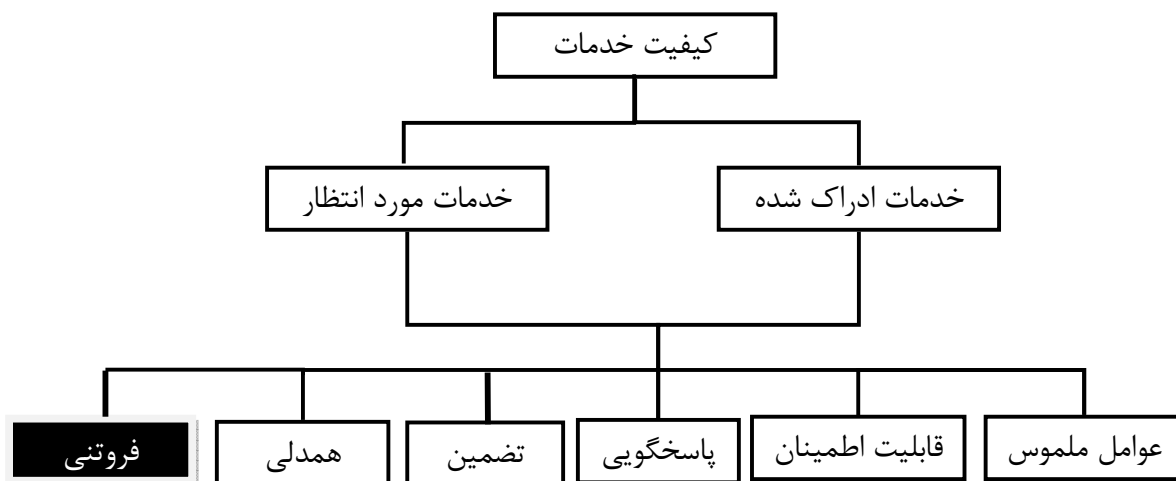 کیفیت خدمات
خدمات ادراک شده
خدمات مورد انتظار
عوامل ملموس
قابلیت اطمینان
پاسخگویی
تضمین
همدلی
فروتنی